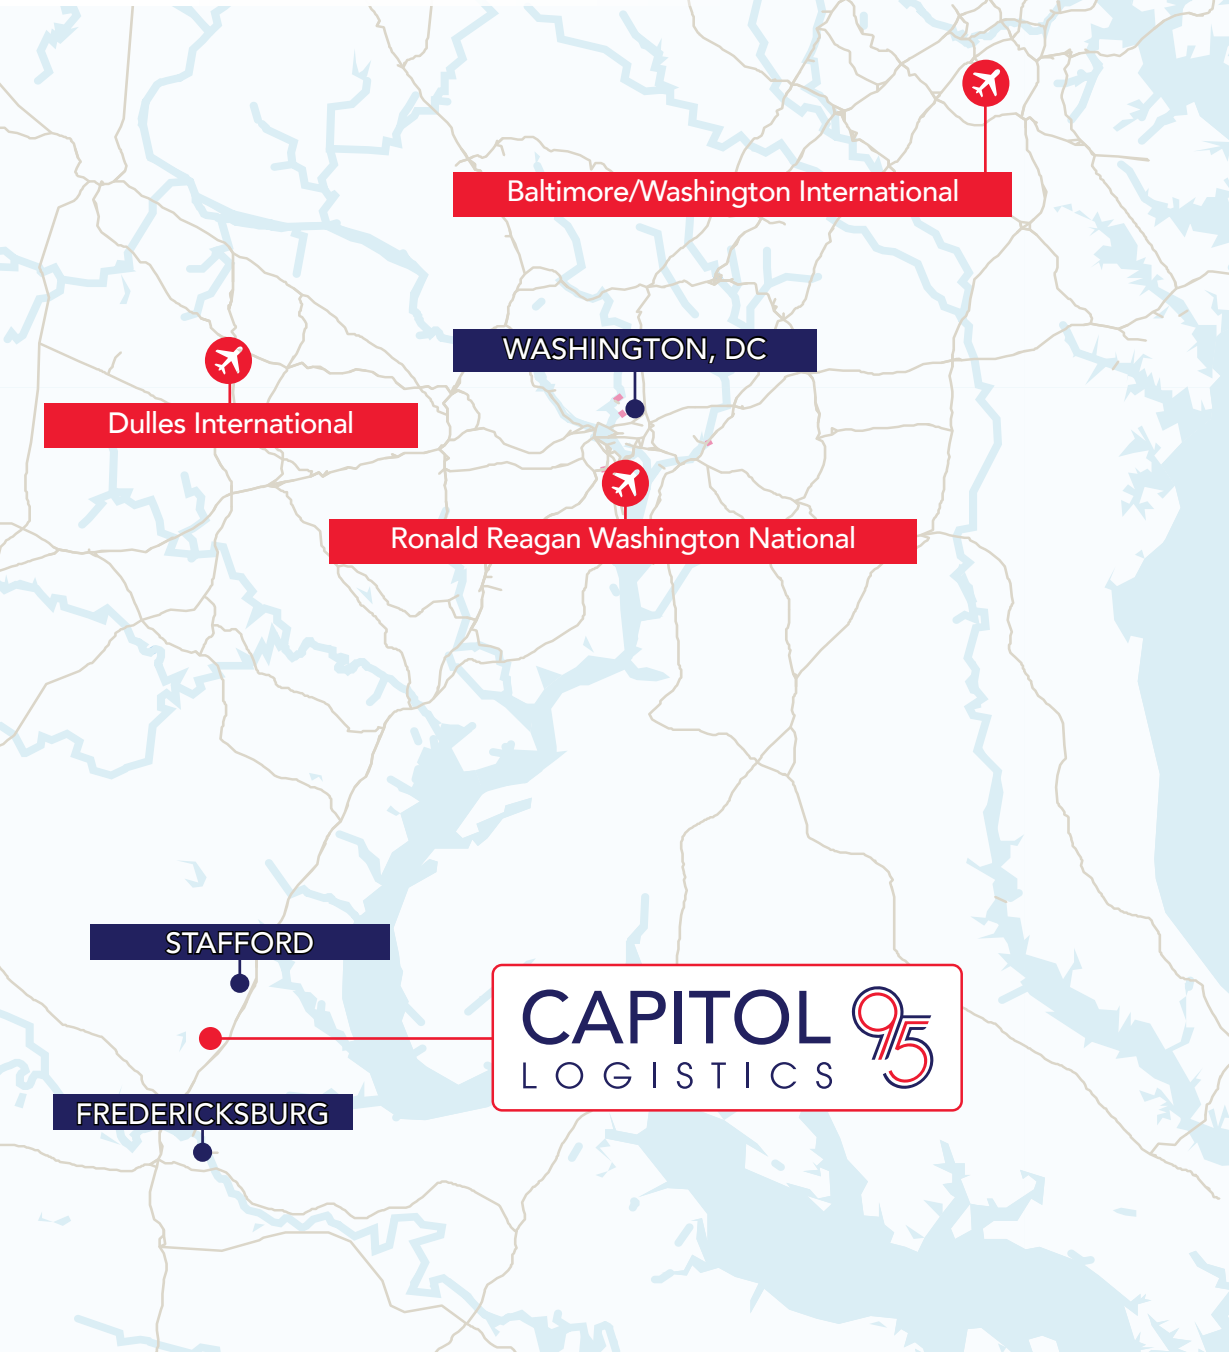 Baltimore/Washington International
WASHINGTON, DC
Dulles International
Ronald Reagan Washington National
STAFFORD
CAPITOL 95
LOGISTICS
FREDERICKSBURG